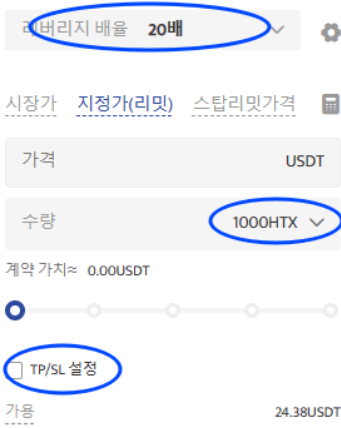 레버리지 배율 20배
시장가 지정가(리밋) 스탑리밋가격
가격 USDT
수량 1000HTX
계약 가치≈ 0.00USDT
TP/SL 설정
가용 24.38USDT